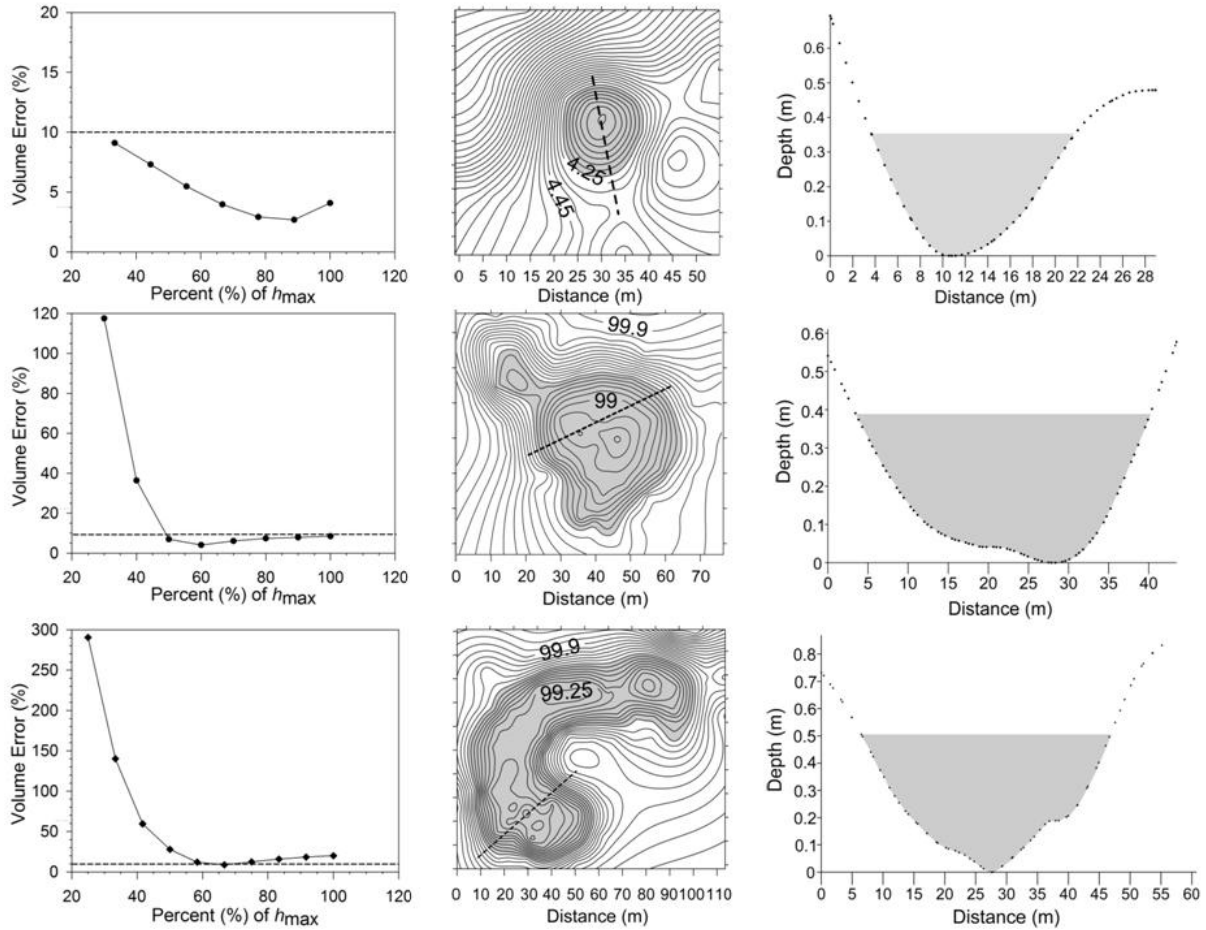 20
15
10
5
0
Volume Error (%)
20 40 60 80 100 120
Percent (%) of hmax
4.25
4.45
0 5 10 15 20 25 30 35 40 45 50
Distance (m)
0.6
0.5
0.4
0.3
0.2
0.1
0
Depth (m)
0 2 4 6 8 10 12 14 16 18 20 22 24 26 28
Distance (m)
120
100
80
60
40
20
0
Volume Error (%)
20 40 60 80 100 120
Percent (%) of hmax
99.9
99
0 10 20 30 40 50 60 70
Distance (m)
0.6
0.5
0.4
0.3
0.2
0.1
0
Depth (m)
0 5 10 15 20 25 30 35 40
Distance (m)
300
250
200
150
100
50
0
Volume Error (%)
20 40 60 80 100 120
Percent (%) of hmax
99.9
99.25
0 10 20 30 40 50 60 70 80 90 100 110
Distance (m)
0.8
0.7
0.6
0.5
0.4
0.3
0.2
0.1
0
Depth (m)
0 5 10 15 20 25 30 35 40 45 50 55 60
Distance (m)